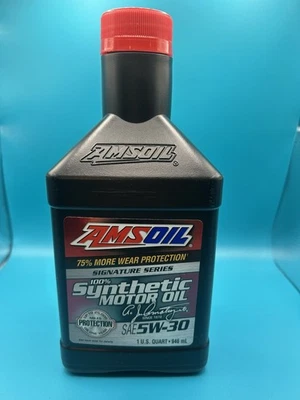 AMSOIL
AMSOIL
75% MORE WEAR PROTECTION
SIGNATURE SERIES
100%
Synthetic
MOTOR OIL
PROTECTION
SAE 5W-30
1 U.S. QUART • 946 mL